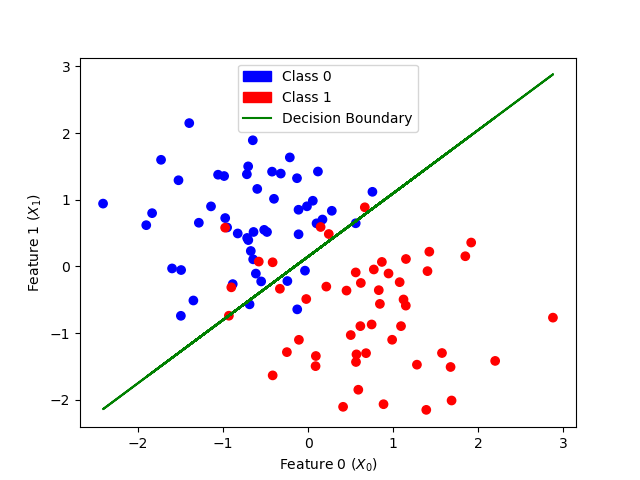 3
2
1
0
−1
−2
−2
−1
0
1
2
3
Feature 1 (X₁)
Feature 0 (X₀)
Class 0
Class 1
Decision Boundary